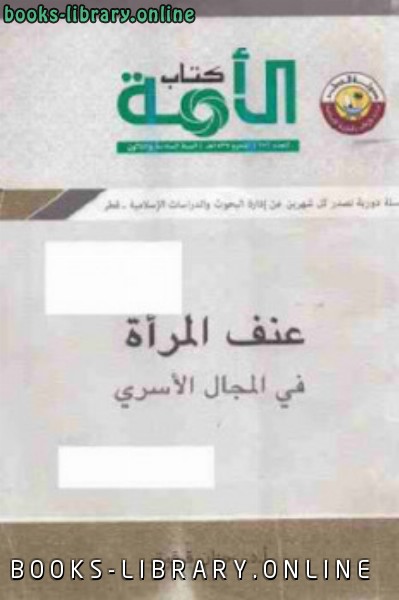 books-library.online.com
كتاب
الأمة
سلسلة دورية تصدر كل شهرين عن إدارة البحوث والدراسات الإسلامية - قطر
عنف المرأة
في المجال الأسري
BOOKS-LIBRARY.ONLINE